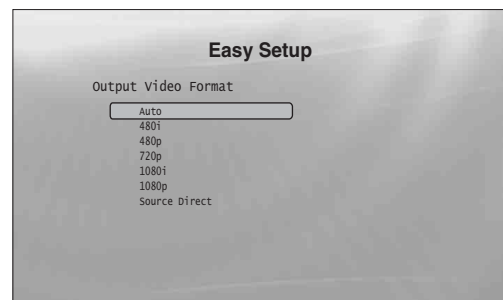 Easy Setup
Output Video Format
Auto
480i
480p
720p
1080i
1080p
Source Direct